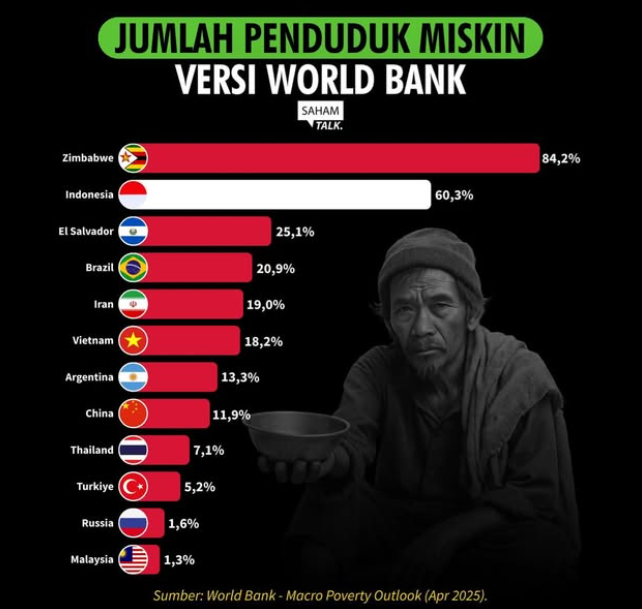 JUMLAH PENDUDUK MISKIN
VERSI WORLD BANK
SAHAM
TALK.
Zimbabwe 84,2%
Indonesia 60,3%
El Salvador 25,1%
Brazil 20,9%
Iran 19,0%
Vietnam 18,2%
Argentina 13,3%
China 11,9%
Thailand 7,1%
Turkiye 5,2%
Russia 1,6%
Malaysia 1,3%
Sumber: World Bank - Macro Poverty Outlook (Apr 2025).